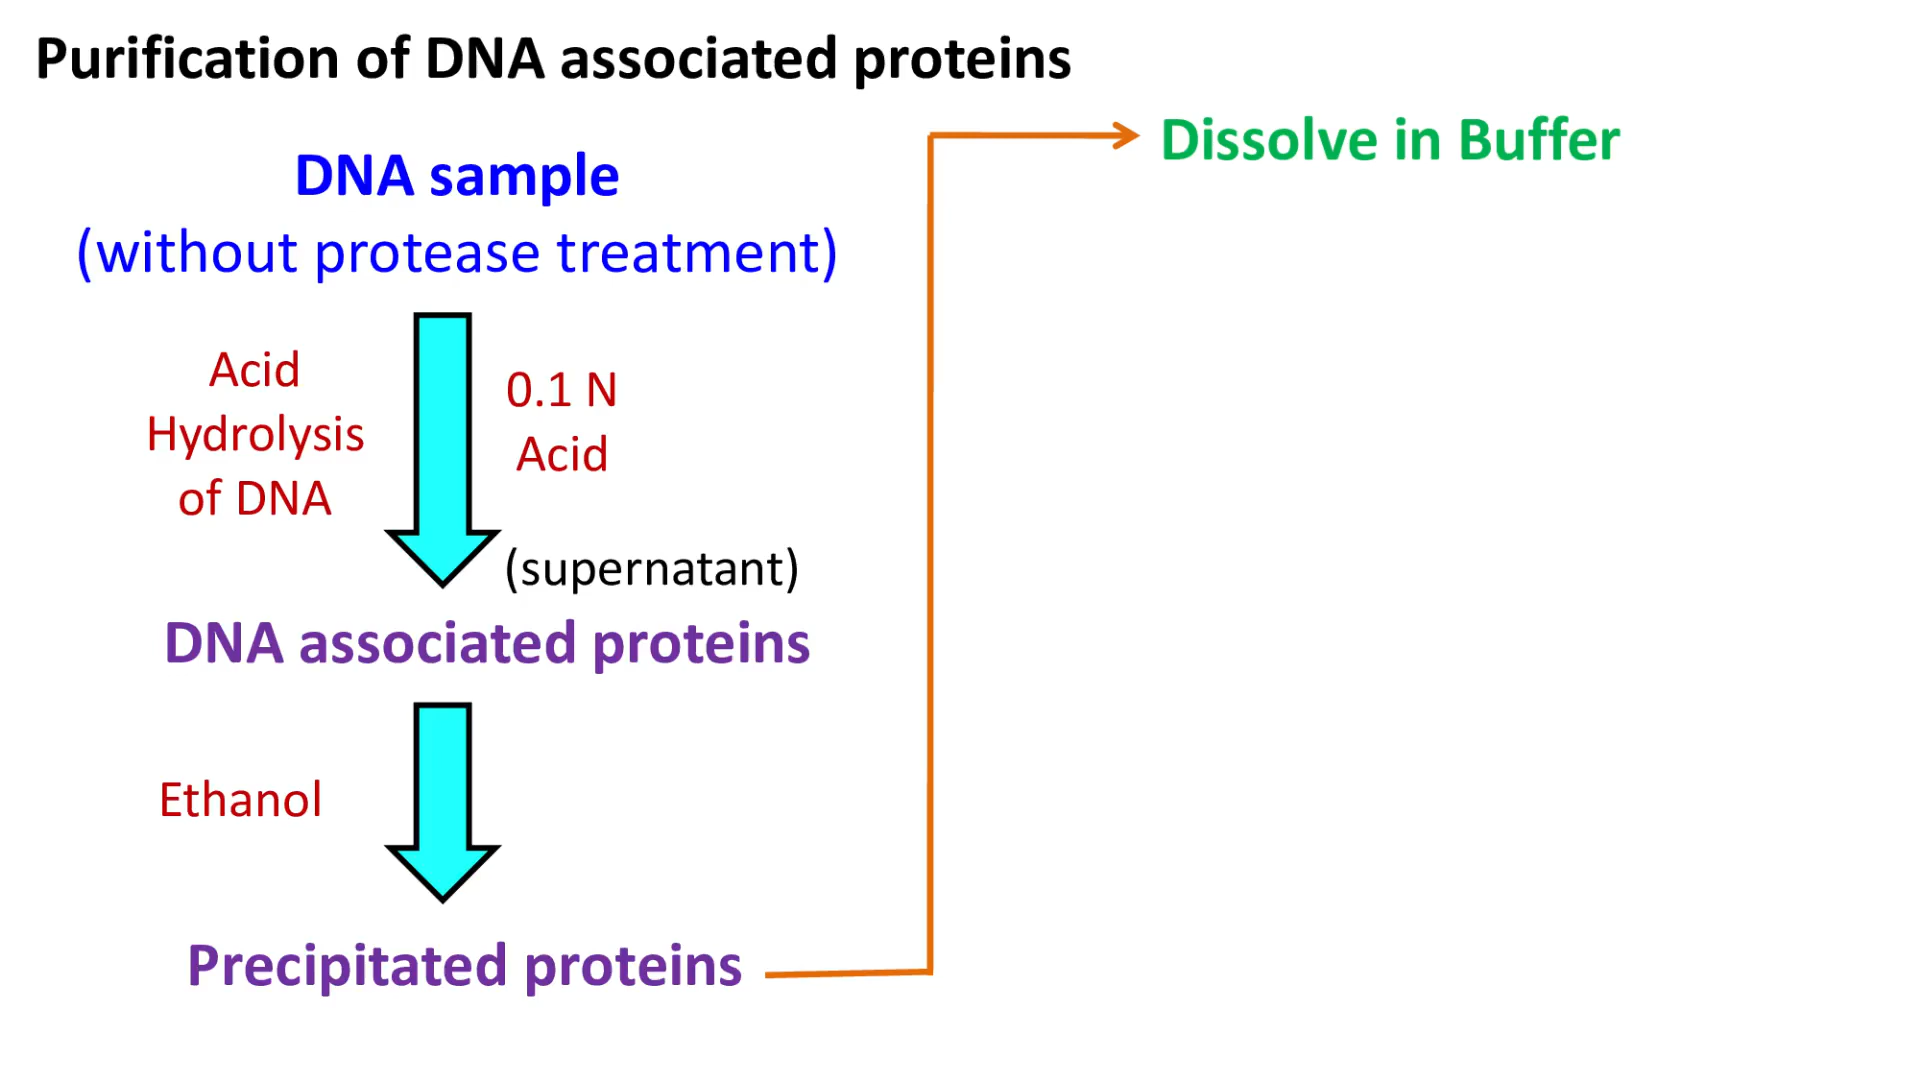 Purification of DNA associated proteins
DNA sample
(without protease treatment)
Acid
Hydrolysis
of DNA
0.1 N
Acid
(supernatant)
DNA associated proteins
Ethanol
Precipitated proteins
Dissolve in Buffer